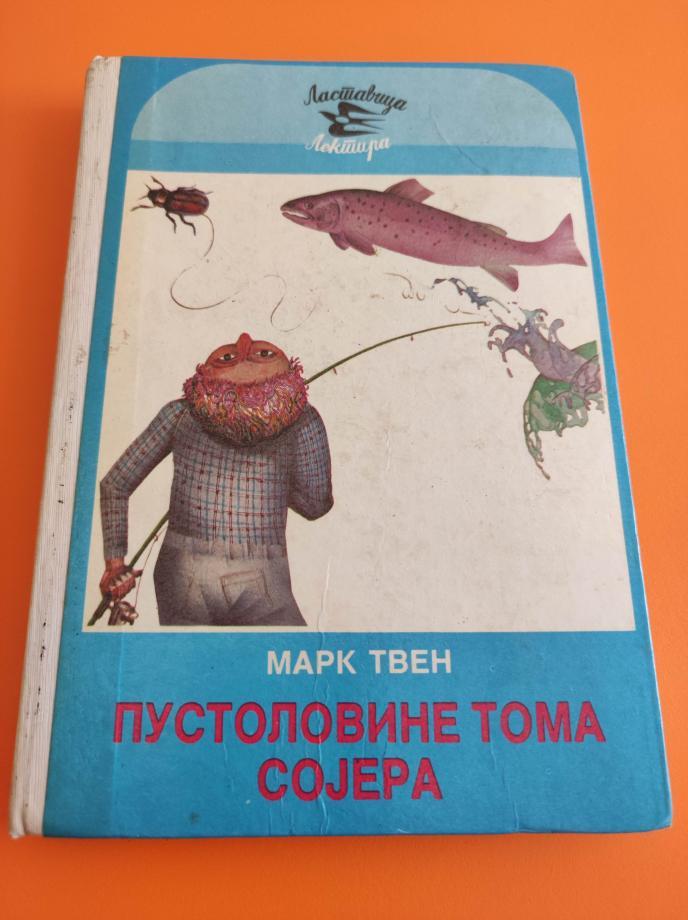 Ластавица
Лектира
МАРК ТВЕН
ПУСТОЛОВИНЕ ТОМА
СОЈЕРА